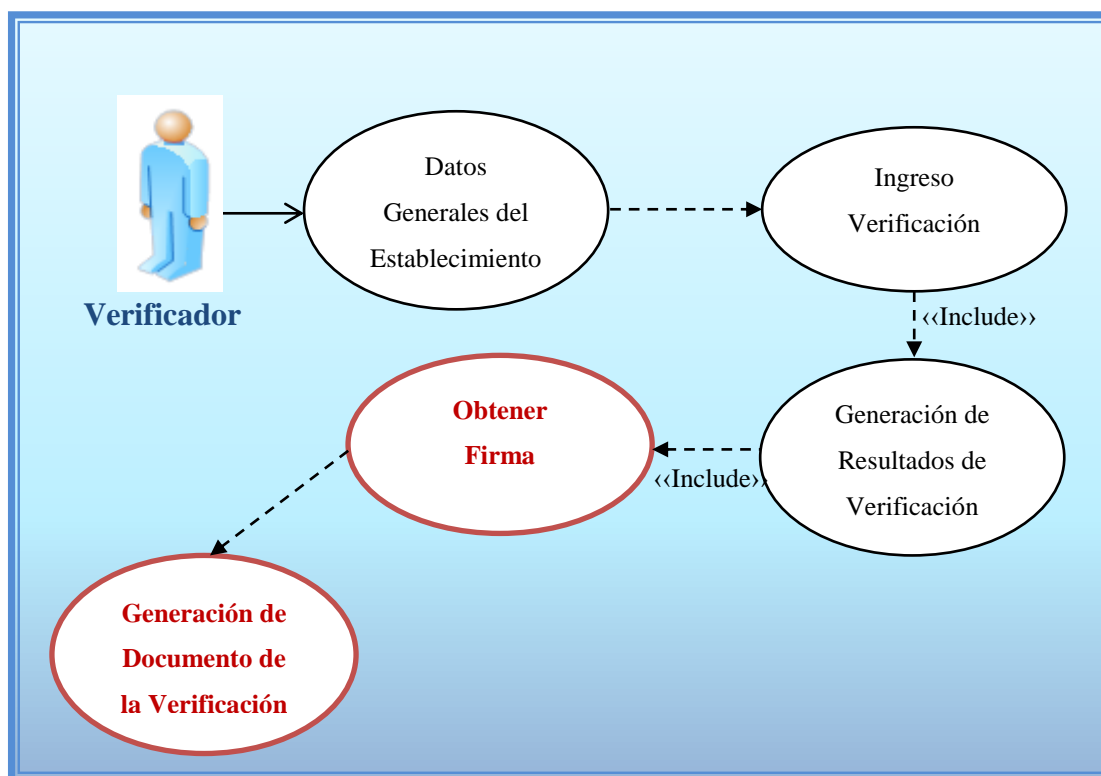 Verificador
Datos
Generales del
Establecimiento
Ingreso
Verificación
‹‹Include››
Generación de
Resultados de
Verificación
‹‹Include››
Obtener
Firma
Generación de
Documento de
la Verificación